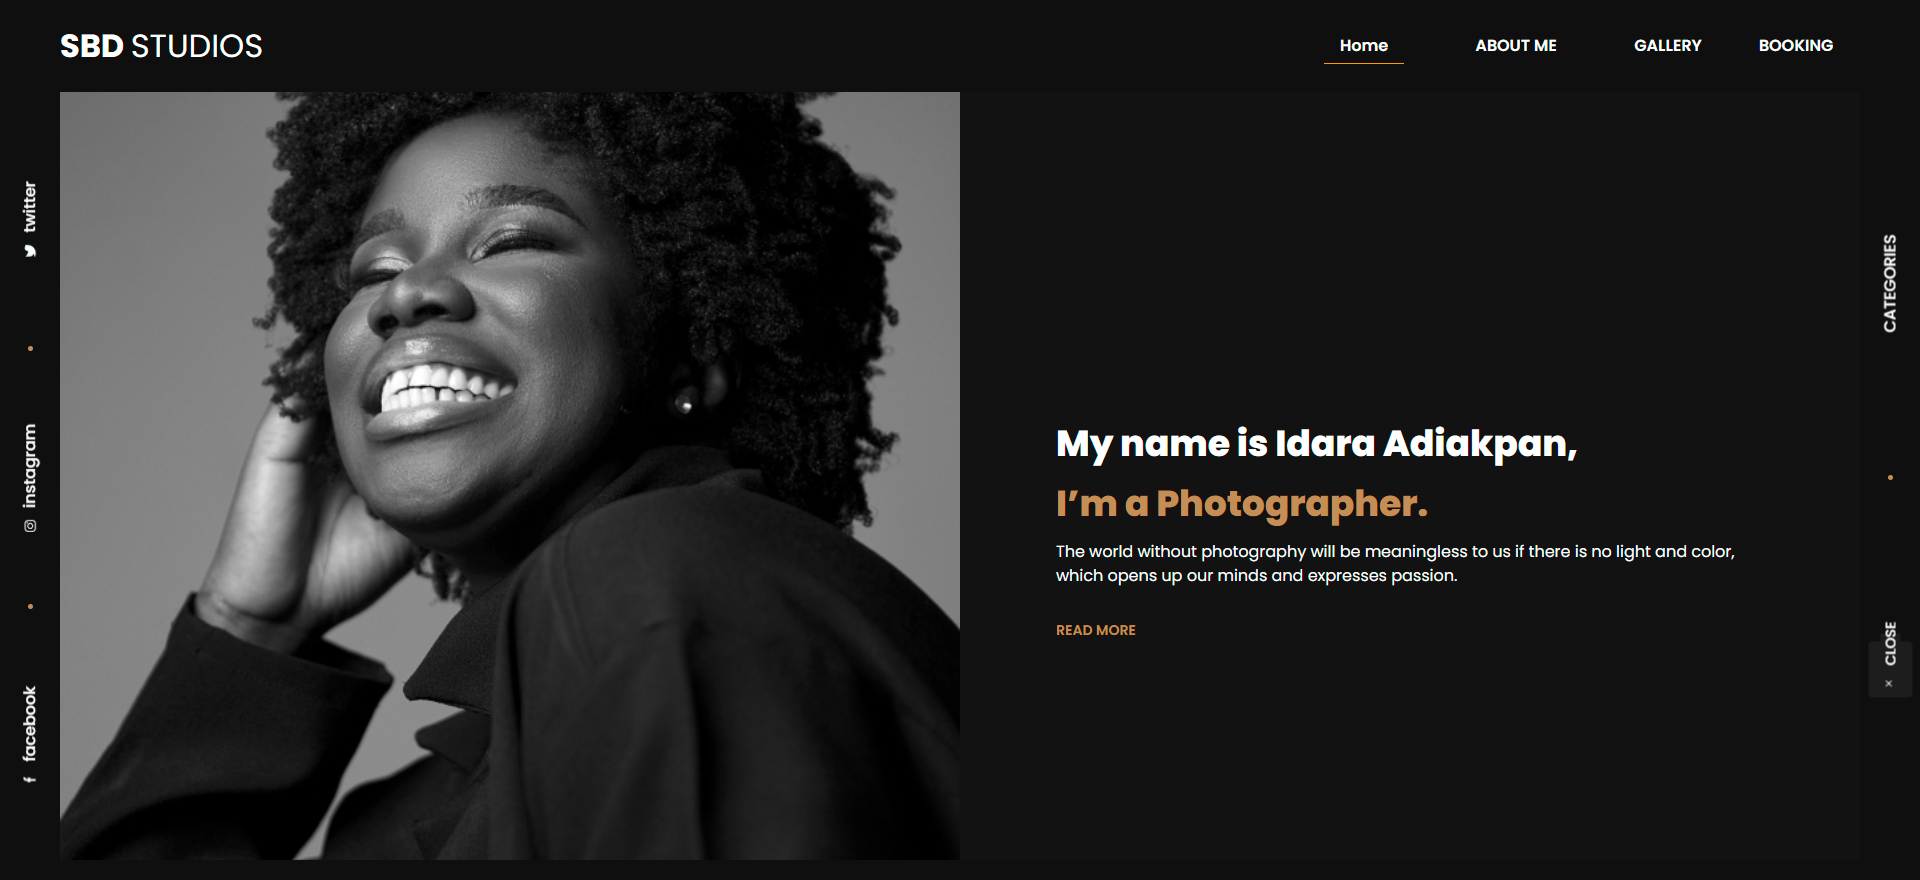 SBD STUDIOS
Home
ABOUT ME
GALLERY
BOOKING
twitter
instagram
facebook
My name is Idara Adiakpan,
I’m a Photographer.
The world without photography will be meaningless to us if there is no light and color,
which opens up our minds and expresses passion.
READ MORE
CATEGORIES
× CLOSE